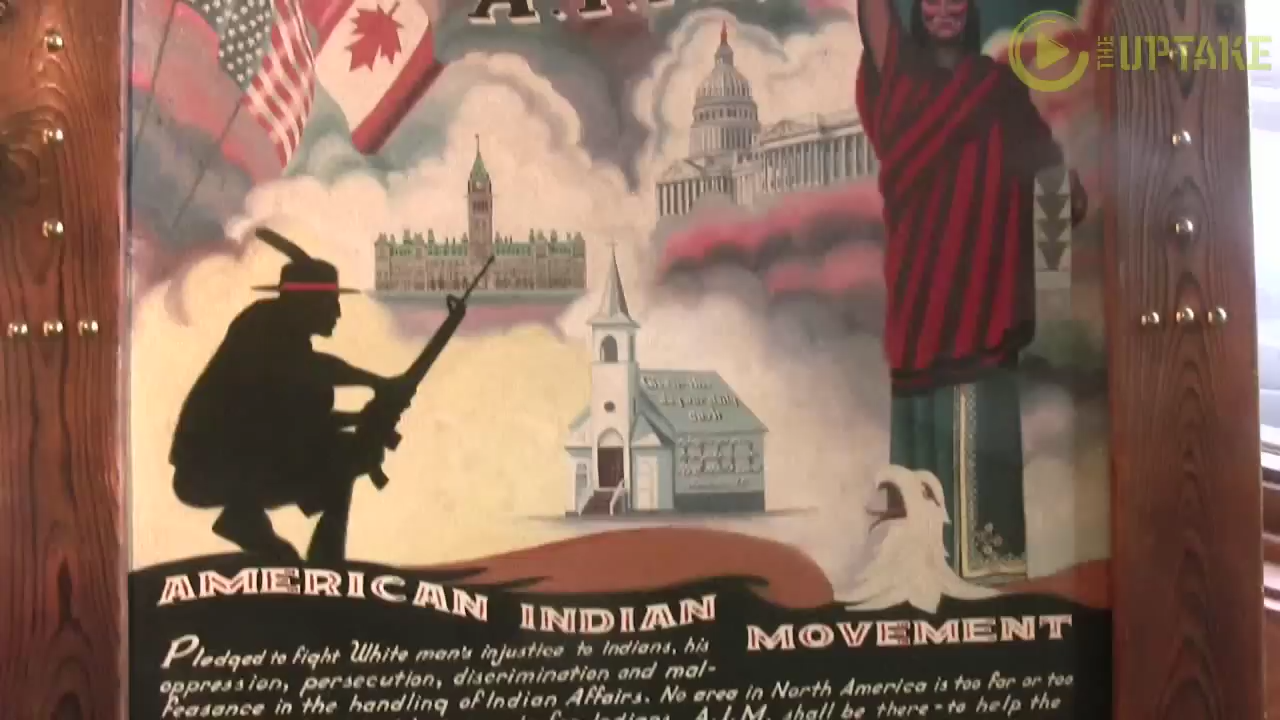 THE UPTAKE
AMERICAN INDIAN MOVEMENT
Pledged to fight White man's injustice to Indians, his
oppression, persecution, discrimination and mal-
feasance in the handling of Indian Affairs. No area in North America is too far or too
for Indians. A.I.M. shall be there - to help the